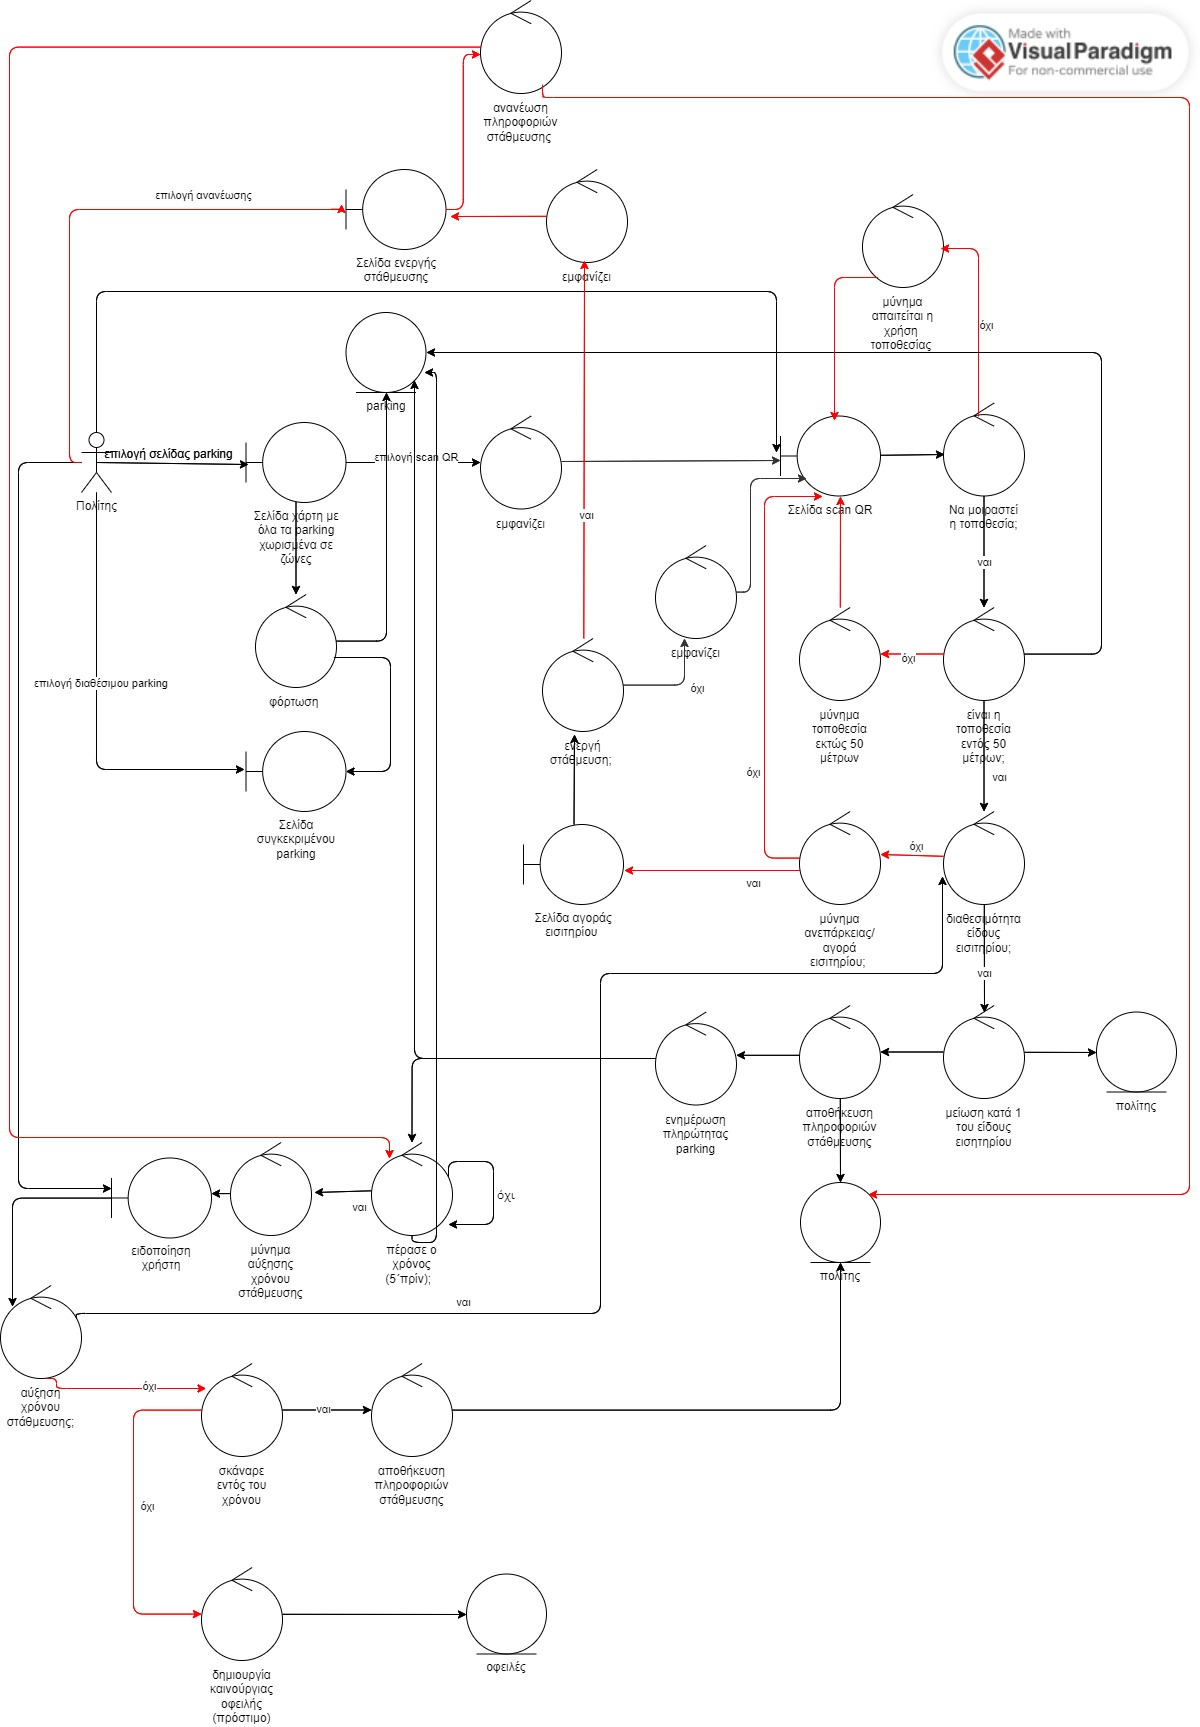 Made with
Visual Paradigm
For non-commercial use
ανανέωση
πληροφοριών
στάθμευσης
επιλογή ανανέωσης
Σελίδα ενεργής
στάθμευσης
εμφανίζει
μύνημα
απαιτείται η
χρήση
τοποθεσίας
όχι
parking
επιλογή σελίδας parking
επιλογή scan QR
Πολίτης
Σελίδα χάρτη με
όλα τα parking
χωρισμένα σε
ζώνες
εμφανίζει
Σελίδα scan QR
Να μοιραστεί
η τοποθεσία;
ναι
ναι
εμφανίζει
όχι
όχι
φόρτωση
επιλογή διαθέσιμου parking
μύνημα
τοποθεσία
εκτώς 50
μέτρων
είναι η
τοποθεσία
εντός 50
μέτρων;
ενεργή
στάθμευση;
όχι
ναι
Σελίδα
συγκεκριμένου
parking
όχι
ναι
Σελίδα αγοράς
εισιτηρίου
μύνημα
ανεπάρκειας/
αγορά
εισιτηρίου;
διαθεσιμότητα
είδους
εισιτηρίου;
ναι
ενημέρωση
πληρώτητας
parking
αποθήκευση
πληροφοριών
στάθμευσης
μείωση κατά 1
του είδους
εισητηρίου
πολίτης
όχι
ναι
ειδοποίηση
χρήστη
μύνημα
αύξησης
χρόνου
στάθμευσης
πέρασε ο
χρόνος
(5΄πρίν);
πολίτης
ναι
αύξηση
χρόνου
στάθμευσης;
όχι
ναι
σκάναρε
εντός του
χρόνου
αποθήκευση
πληροφοριών
στάθμευσης
όχι
δημιουργία
καινούργιας
οφειλής
(πρόστιμο)
οφειλές